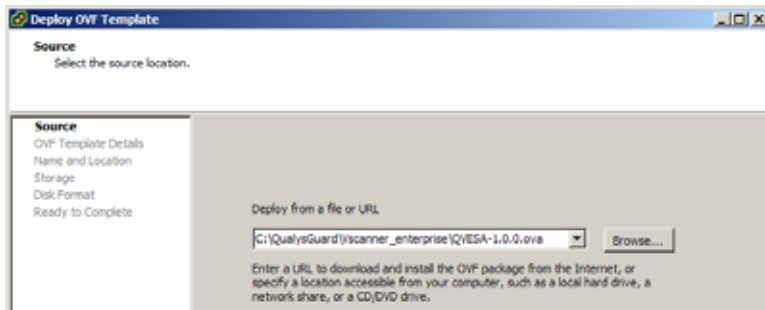 Deploy OVF Template
Source
Select the source location.
Source
OVF Template Details
Name and Location
Storage
Disk Format
Ready to Complete
Deploy from a file or URL
C:\QualysGuard\iscanner_enterprise\QVESA-1.0.0.ova
Browse...
Enter a URL to download and install the OVF package from the Internet, or
specify a location accessible from your computer, such as a local hard drive, a
network share, or a CD/DVD drive.